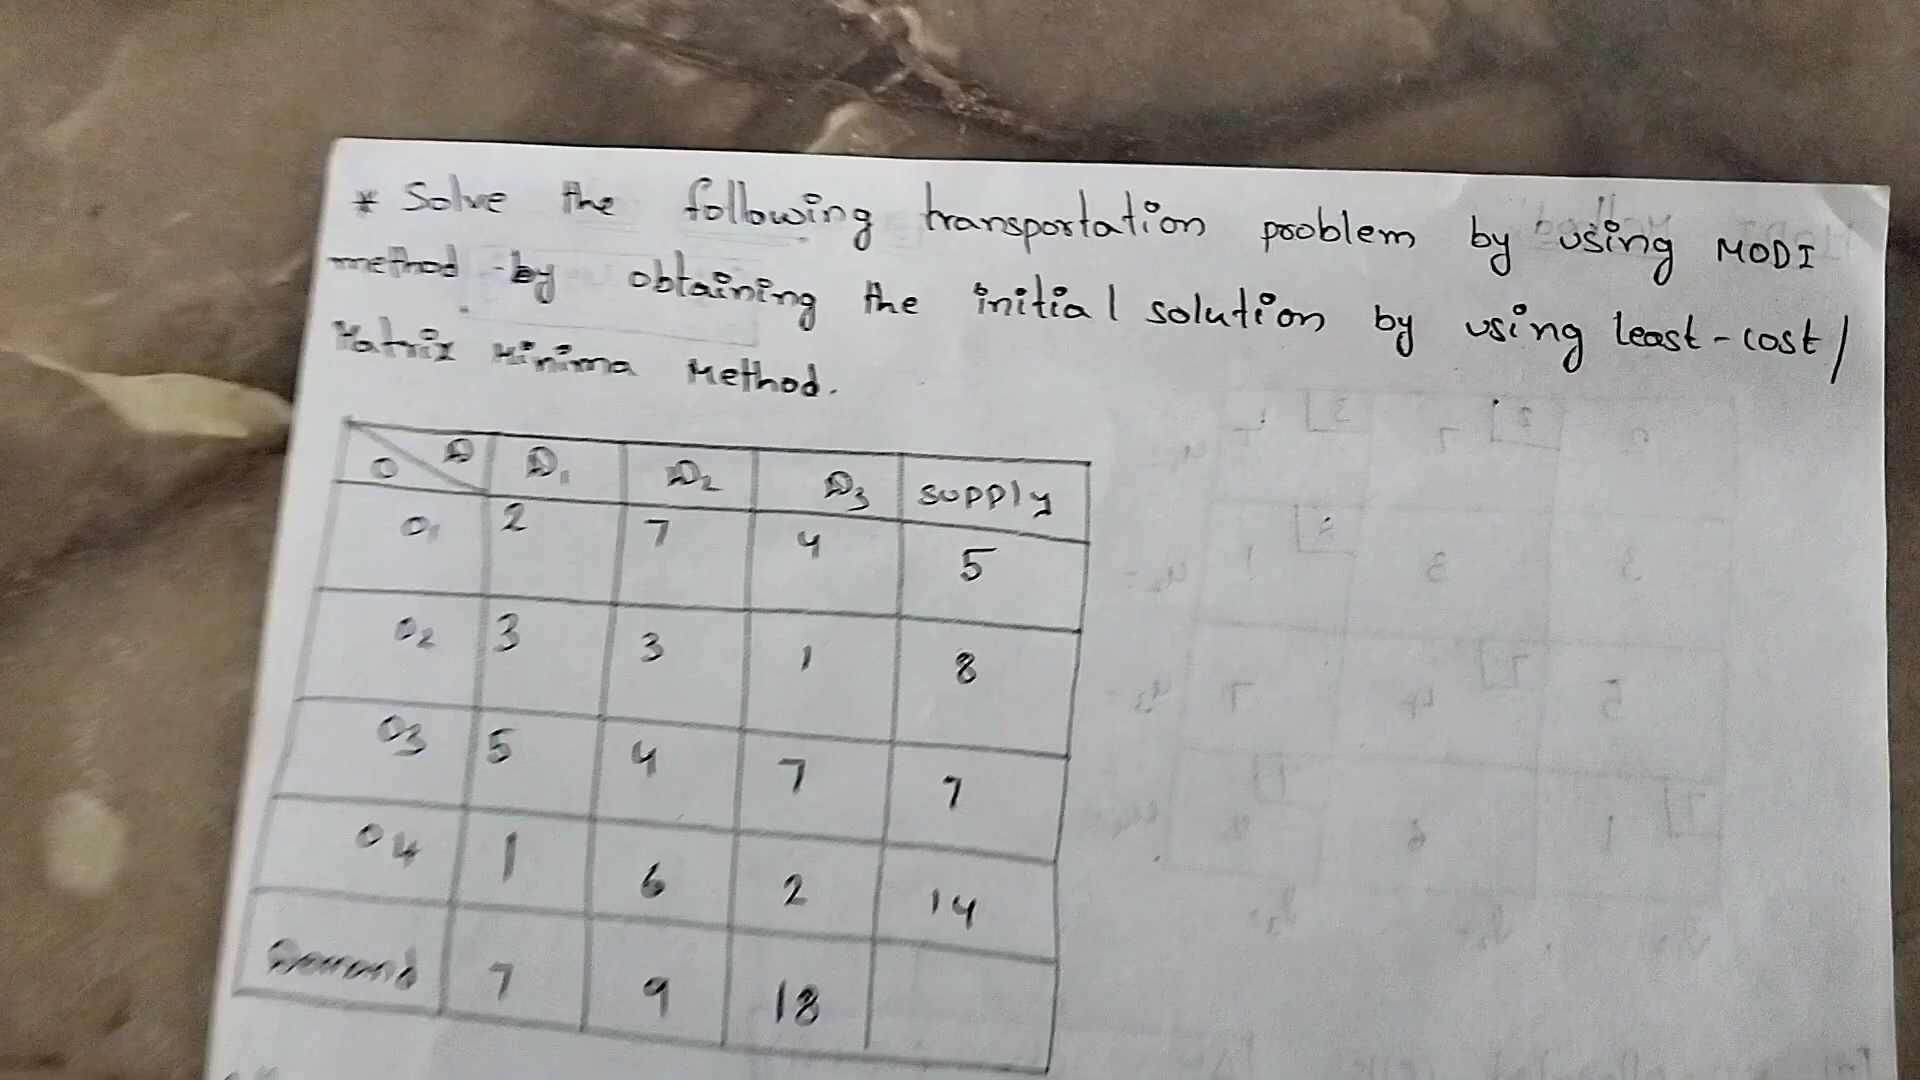 * Solve the following transportation problem by using MODI
method by obtaining the initial solution by using least-cost/
Matrix Minima Method.
O D D1 D2 D3 supply
O1 2 7 4 5
O2 3 3 1 8
O3 5 4 7 7
O4 1 6 2 14
Demand 7 9 18